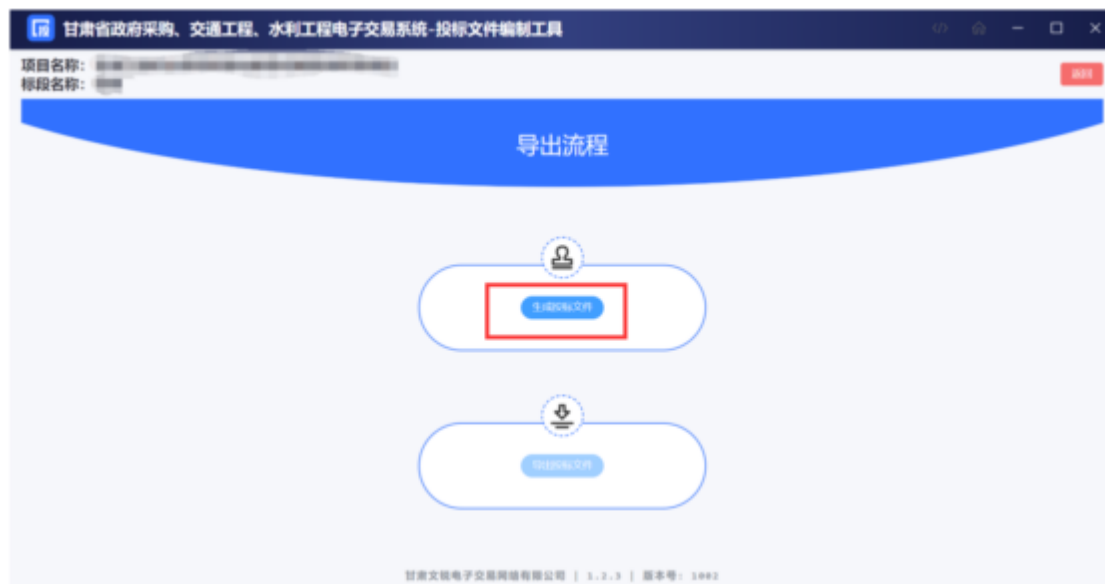 甘肃省政府采购、交通工程、水利工程电子交易系统-投标文件编制工具
项目名称：
标段名称：
返回
导出流程
生成投标文件
导出投标文件
甘肃文锐电子交易网络有限公司 | 1.2.3 | 版本号: 1002